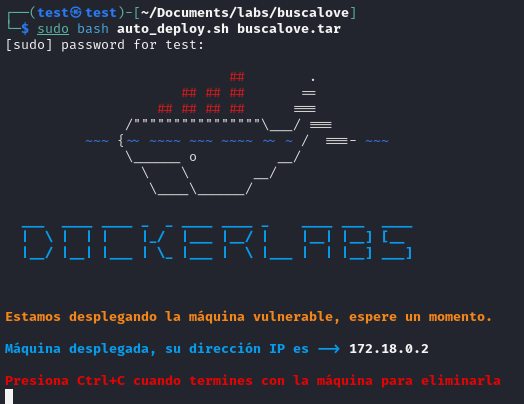 ┌──(test㉿test)-[~/Documents/labs/buscalove]
└─$ sudo bash auto_deploy.sh buscalove.tar
[sudo] password for test:
## .
## ## ## ==
## ## ## ## ===
/""""""""""""""""\___/ ===
~~~ {~~ ~~~~ ~~~ ~~~~ ~~ ~ / ===- ~~~
\______ o __/
\ \ __/
\____\______/
DOCKERLABS
Estamos desplegando la máquina vulnerable, espere un momento.
Máquina desplegada, su dirección IP es --> 172.18.0.2
Presiona Ctrl+C cuando termines con la máquina para eliminarla